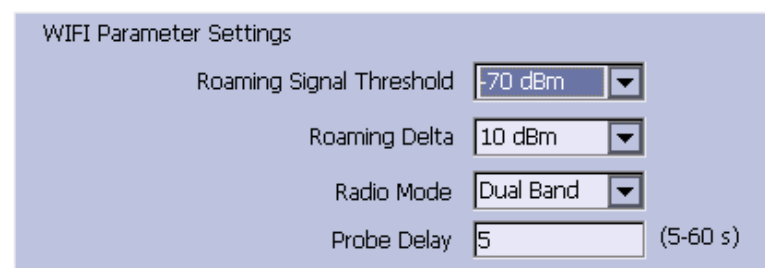 WIFI Parameter Settings
Roaming Signal Threshold -70 dBm
Roaming Delta 10 dBm
Radio Mode Dual Band
Probe Delay 5 (5-60 s)